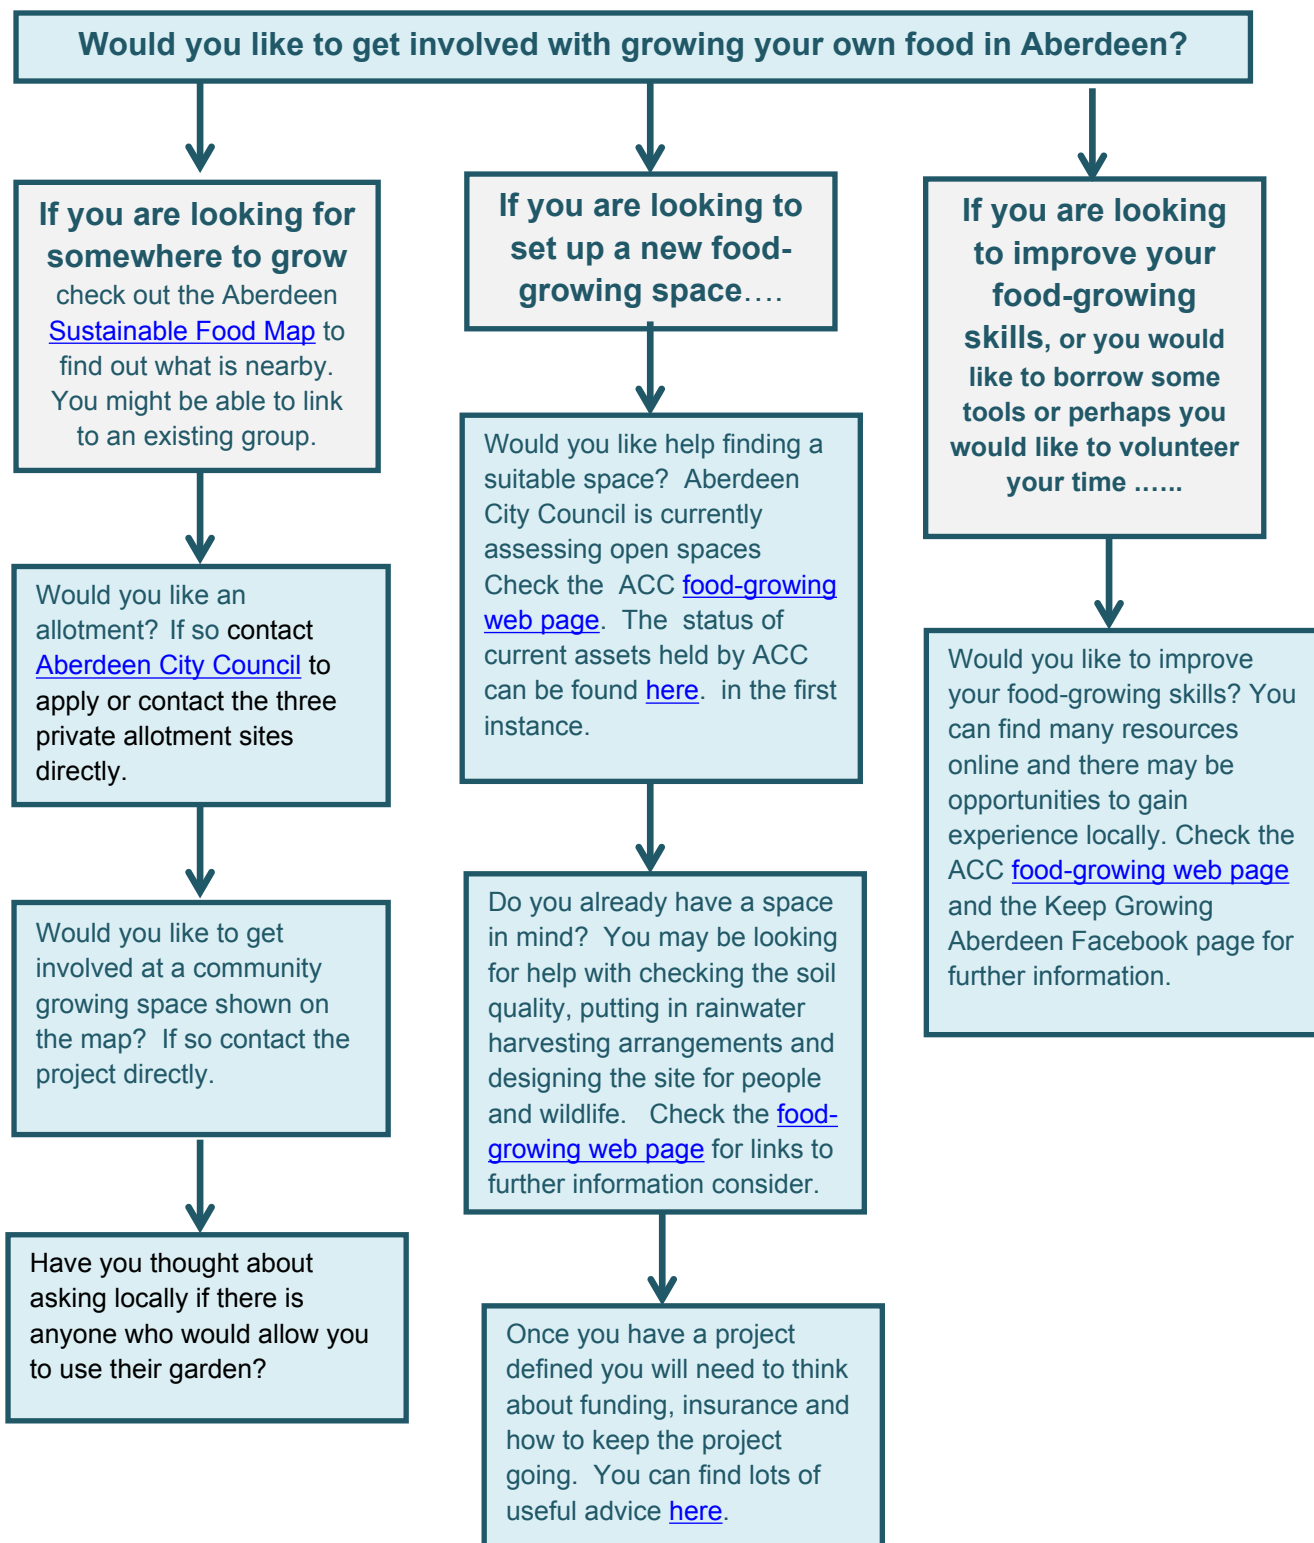 Would you like to get involved with growing your own food in Aberdeen?
If you are looking for
somewhere to grow
check out the Aberdeen
Sustainable Food Map to
find out what is nearby.
You might be able to link
to an existing group.
Would you like an
allotment? If so contact
Aberdeen City Council to
apply or contact the three
private allotment sites
directly.
Would you like to get
involved at a community
growing space shown on
the map? If so contact the
project directly.
Have you thought about
asking locally if there is
anyone who would allow you
to use their garden?
If you are looking to
set up a new food-
growing space….
Would you like help finding a
suitable space? Aberdeen
City Council is currently
assessing open spaces
Check the ACC food-growing
web page. The status of
current assets held by ACC
can be found here. in the first
instance.
Do you already have a space
in mind? You may be looking
for help with checking the soil
quality, putting in rainwater
harvesting arrangements and
designing the site for people
and wildlife. Check the food-
growing web page for links to
further information consider.
Once you have a project
defined you will need to think
about funding, insurance and
how to keep the project
going. You can find lots of
useful advice here.
If you are looking
to improve your
food-growing
skills, or you would
like to borrow some
tools or perhaps you
would like to volunteer
your time ……
Would you like to improve
your food-growing skills? You
can find many resources
online and there may be
opportunities to gain
experience locally. Check the
ACC food-growing web page
and the Keep Growing
Aberdeen Facebook page for
further information.